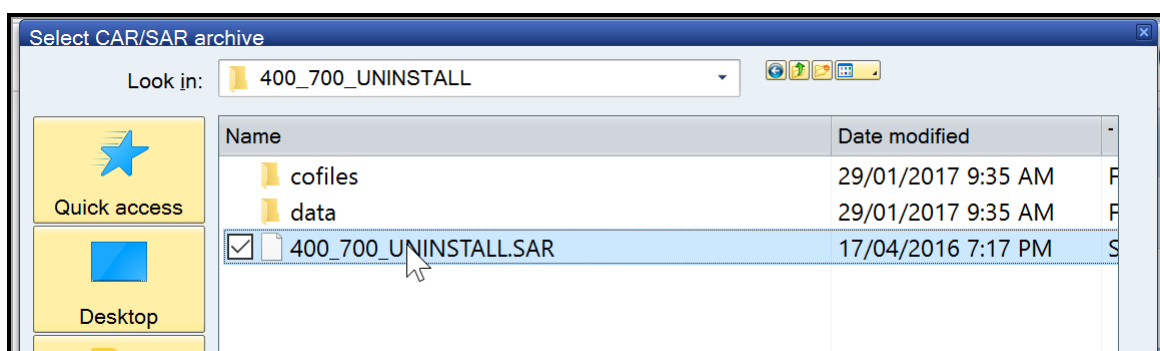 Select CAR/SAR archive
Look in: 400_700_UNINSTALL
Name Date modified
cofiles 29/01/2017 9:35 AM F
data 29/01/2017 9:35 AM F
400_700_UNINSTALL.SAR 17/04/2016 7:17 PM S
Quick access
Desktop